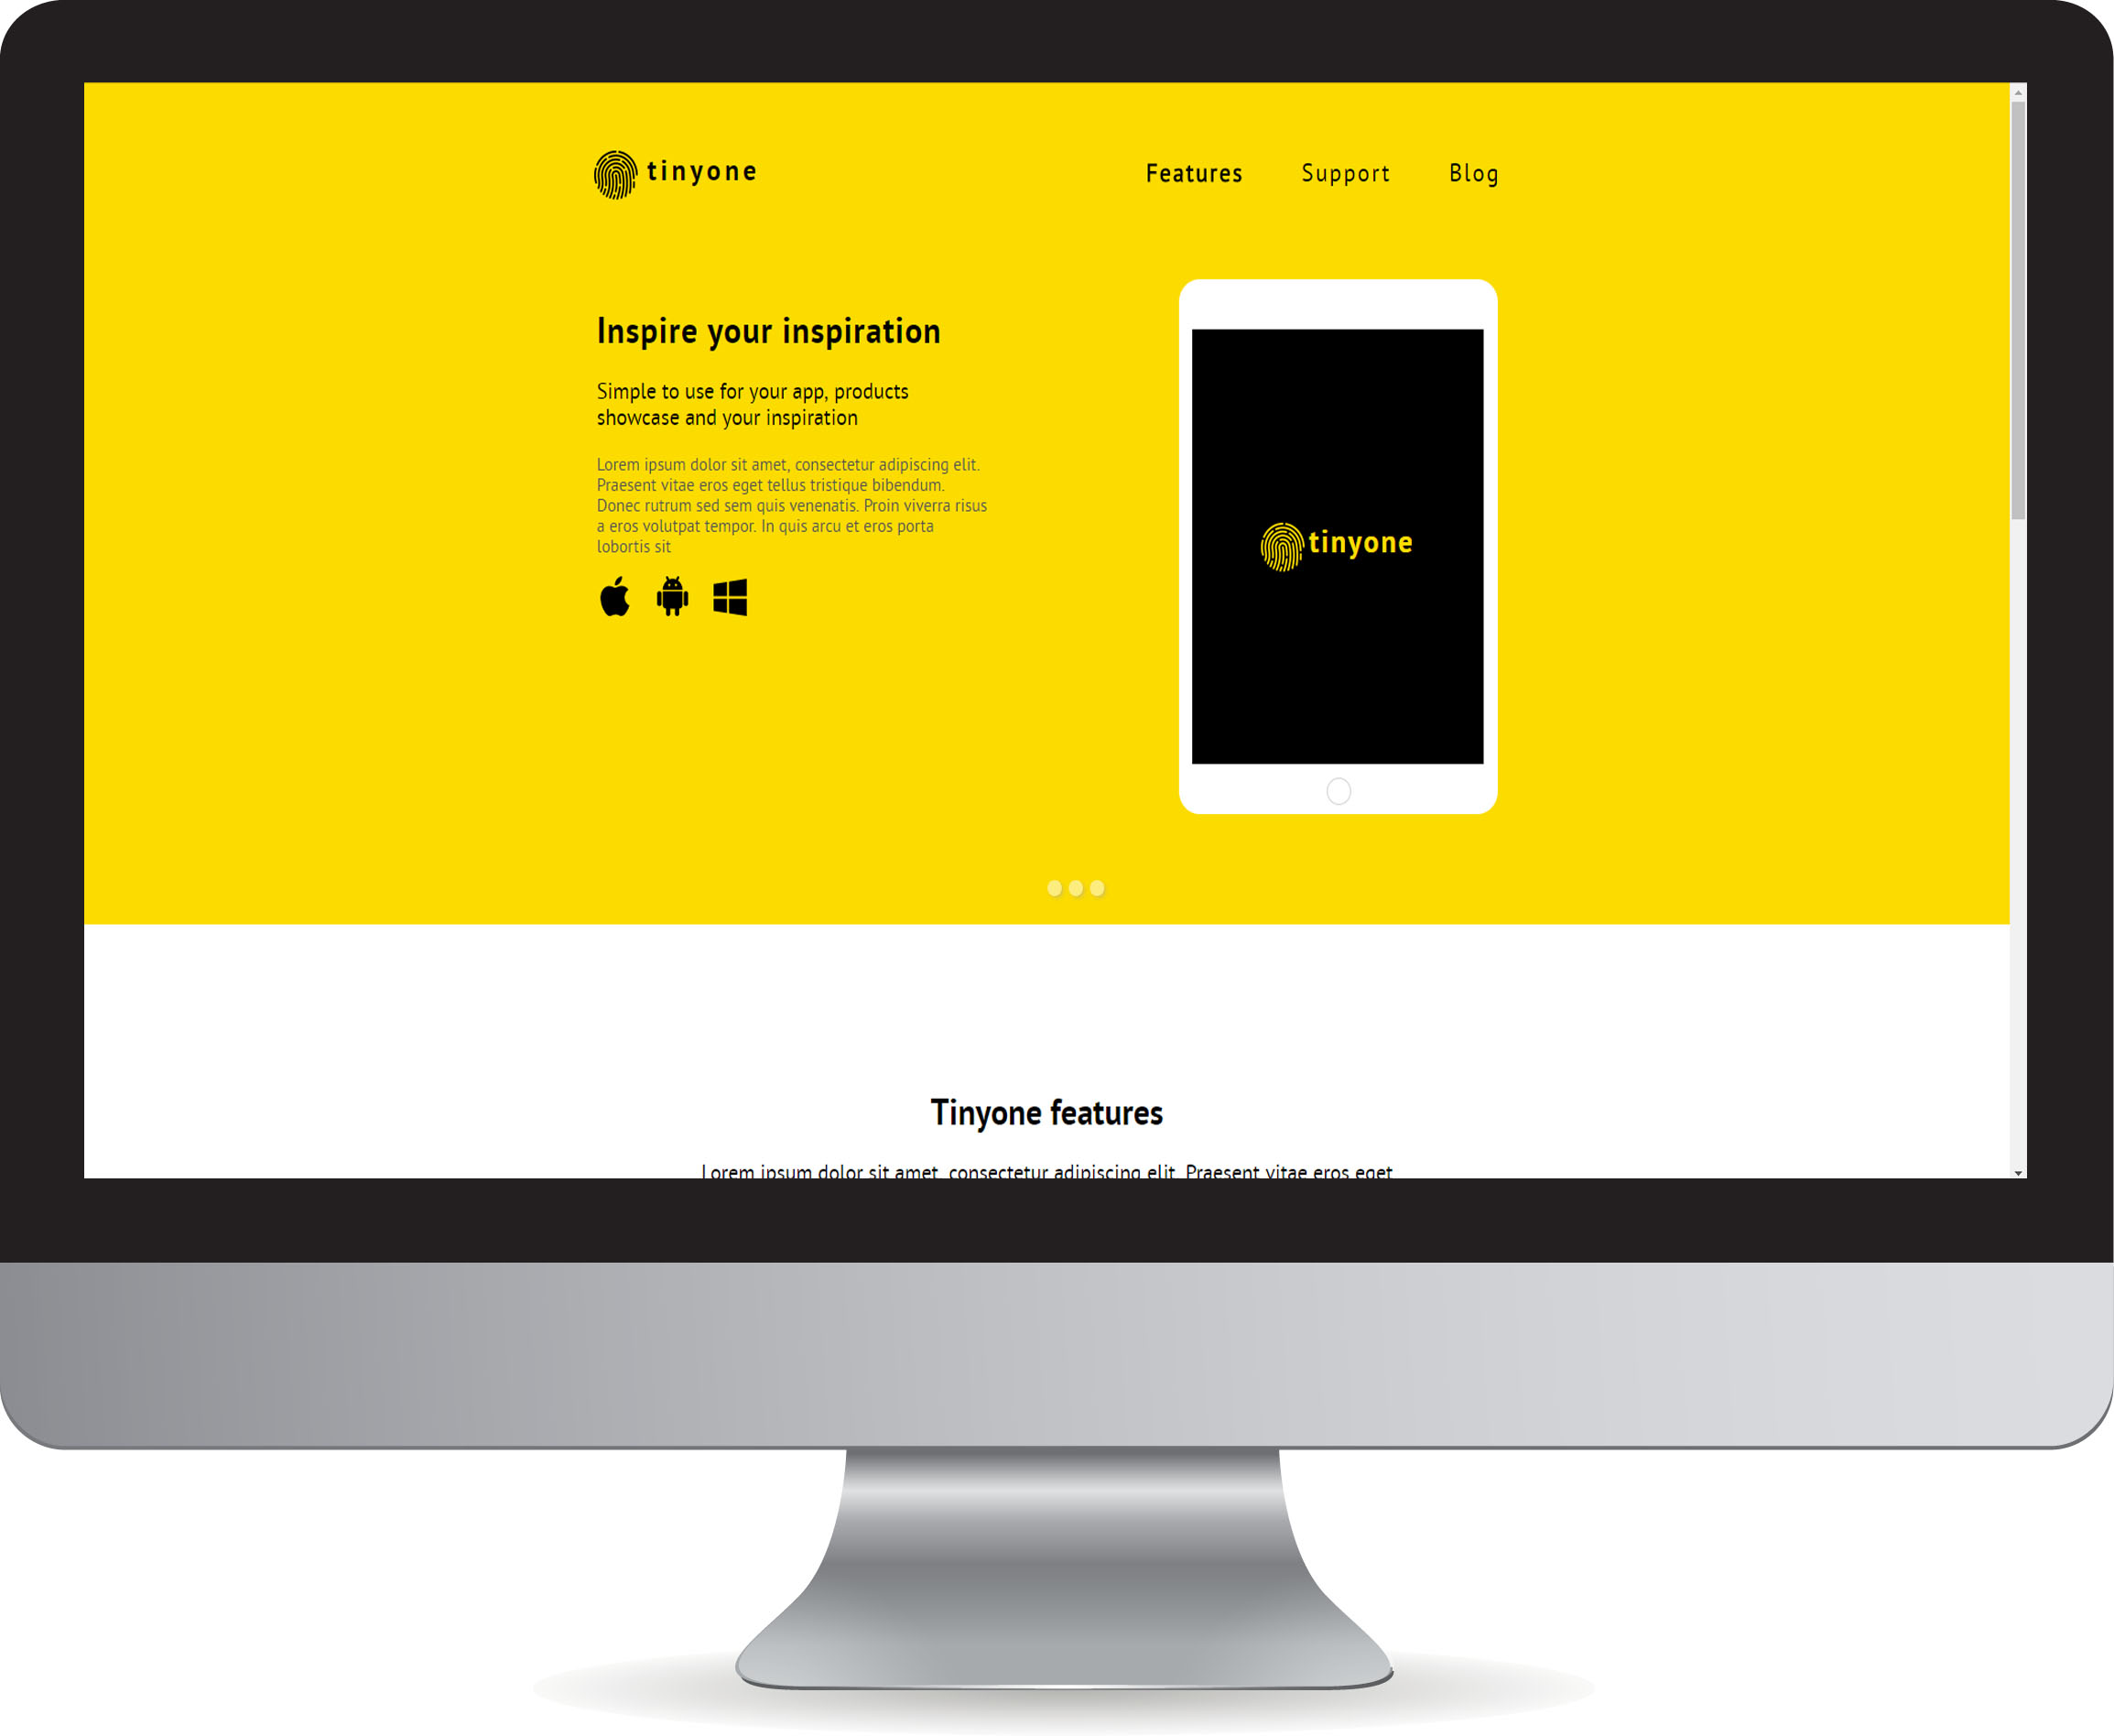 tinyone
Features Support Blog
Inspire your inspiration
Simple to use for your app, products
showcase and your inspiration
Lorem ipsum dolor sit amet, consectetur adipiscing elit.
Praesent vitae eros eget tellus tristique bibendum.
Donec rutrum sed sem quis venenatis. Proin viverra risus
a eros volutpat tempor. In quis arcu et eros porta
lobortis sit
tinyone
Tinyone features
Lorem ipsum dolor sit amet, consectetur adipiscing elit. Praesent vitae eros eget